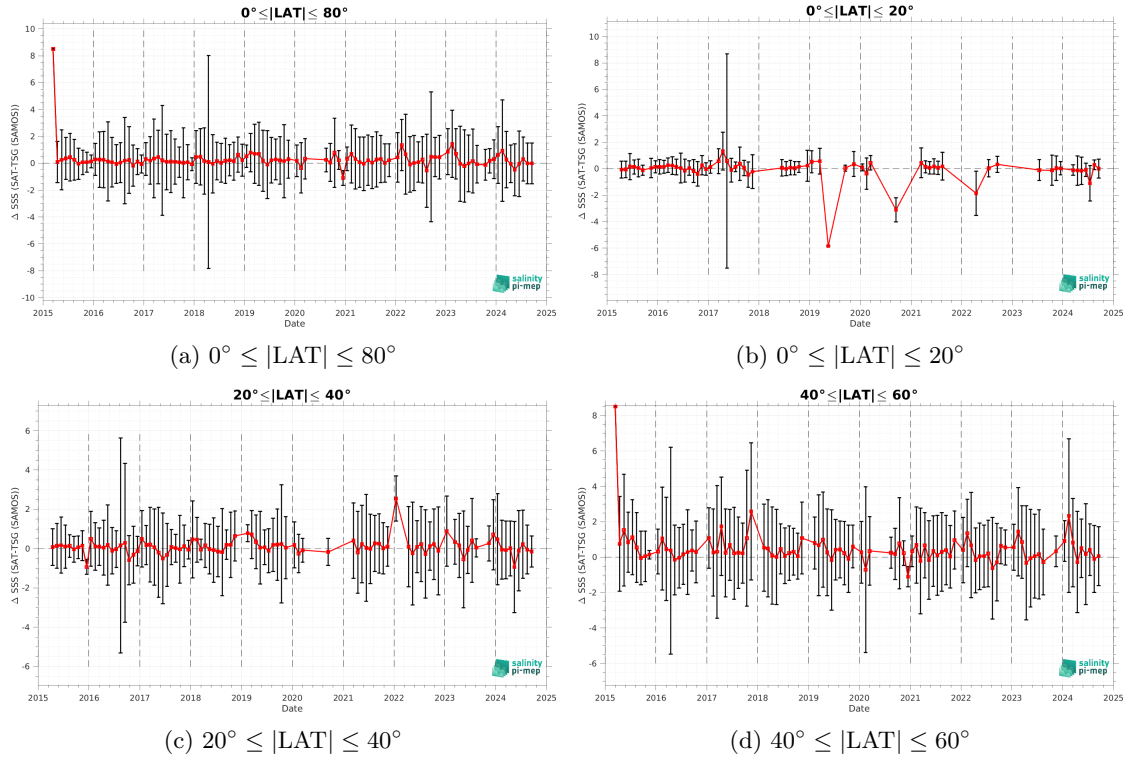 0°≤|LAT|≤ 80°
Δ SSS (SAT-TSG (SAMOS))
10
8
6
4
2
0
-2
-4
-6
-8
-10
2015 2016 2017 2018 2019 2020 2021 2022 2023 2024 2025
Date
salinity
pi-mep
(a) 0° ≤ |LAT| ≤ 80°
0°≤|LAT|≤ 20°
Δ SSS (SAT-TSG (SAMOS))
10
8
6
4
2
0
-2
-4
-6
-8
2015 2016 2017 2018 2019 2020 2021 2022 2023 2024 2025
Date
salinity
pi-mep
(b) 0° ≤ |LAT| ≤ 20°
20°≤|LAT|≤ 40°
Δ SSS (SAT-TSG (SAMOS))
6
4
2
0
-2
-4
-6
2015 2016 2017 2018 2019 2020 2021 2022 2023 2024 2025
Date
salinity
pi-mep
(c) 20° ≤ |LAT| ≤ 40°
40°≤|LAT|≤ 60°
Δ SSS (SAT-TSG (SAMOS))
8
6
4
2
0
-2
-4
-6
2015 2016 2017 2018 2019 2020 2021 2022 2023 2024 2025
Date
salinity
pi-mep
(d) 40° ≤ |LAT| ≤ 60°